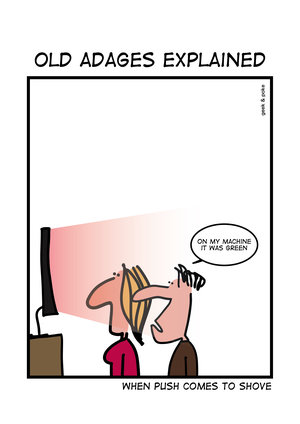 OLD ADAGES EXPLAINED
geek & poke
ON MY MACHINE
IT WAS GREEN
WHEN PUSH COMES TO SHOVE